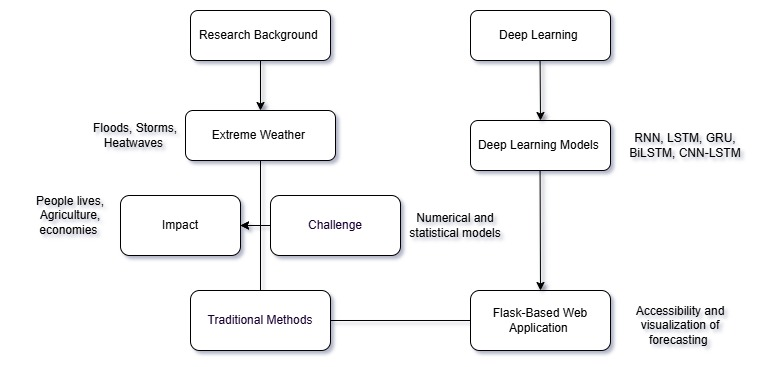 Research Background
Deep Learning
Floods, Storms,
Heatwaves
Extreme Weather
Deep Learning Models
RNN, LSTM, GRU,
BiLSTM, CNN-LSTM
People lives,
Agriculture,
economies
Impact
Challenge
Numerical and
statistical models
Traditional Methods
Flask-Based Web
Application
Accessibility and
visualization of
forecasting